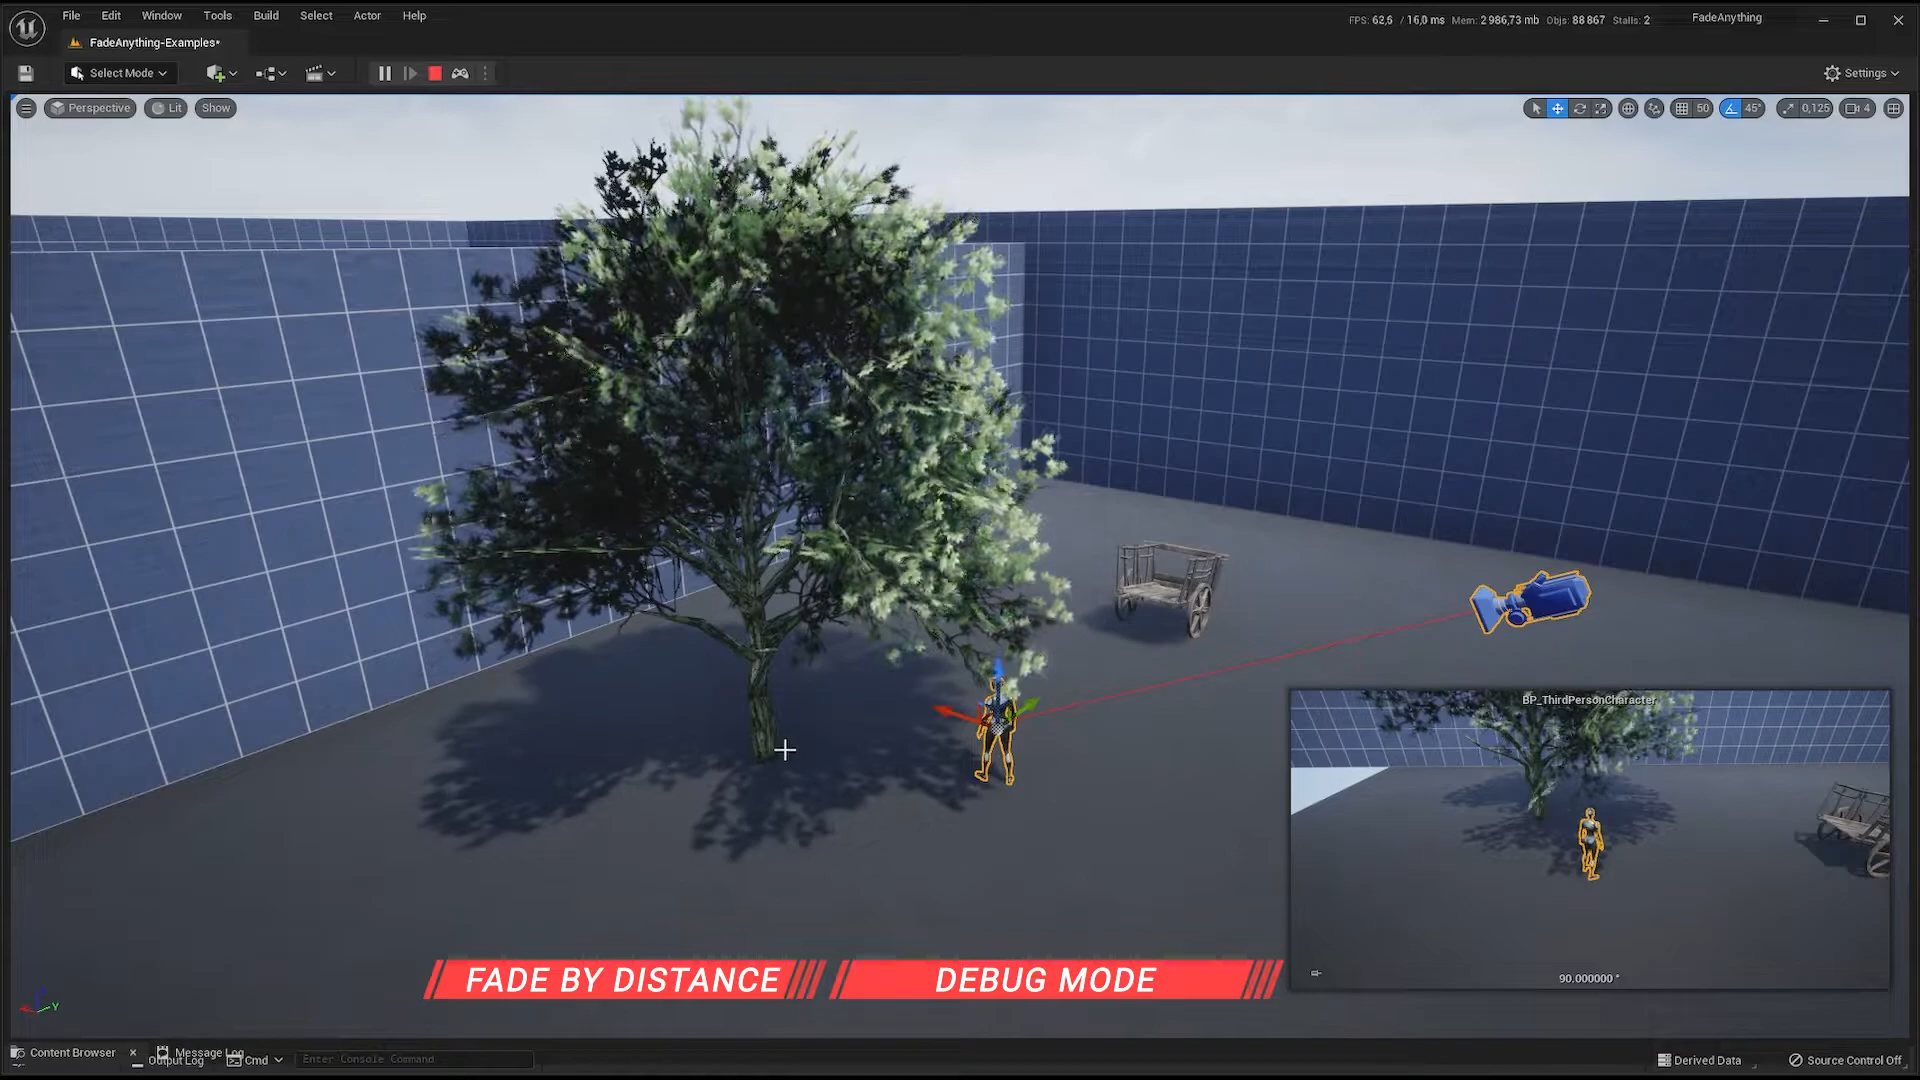 File Edit Window Tools Build Select Actor Help
FPS: 62,6 / 16,0 ms Mem: 2 986,73 mb Objs: 88 867 Stalls: 2
FadeAnything
FadeAnything-Examples*
Select Mode
Settings
Perspective Lit Show
50 45° 0,125 4
BP_ThirdPersonCharacter
90.000000 °
FADE BY DISTANCE DEBUG MODE
Y
Content Browser
Message Log
Output Log
Cmd
Enter Console Command
Derived Data
Source Control Off